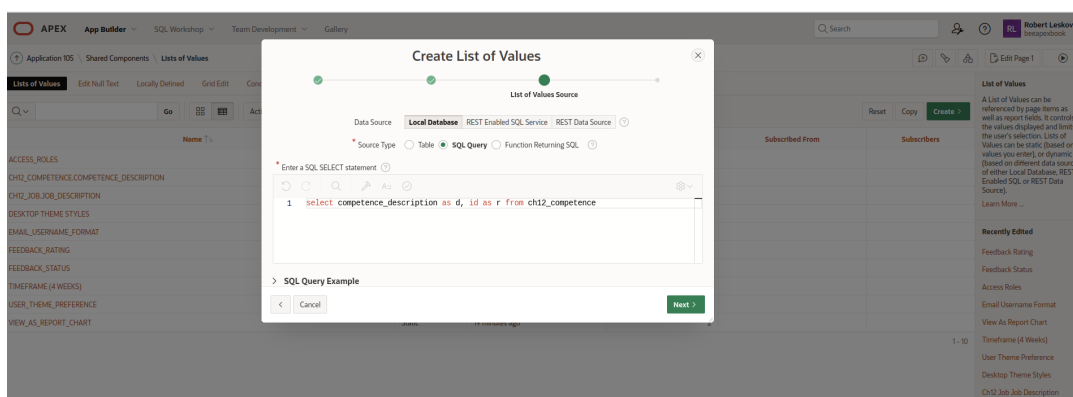 APEX App Builder SQL Workshop Team Development Gallery Search RL Robert Leskov
beeapexbook
Application 105 \ Shared Components \ Lists of Values Edit Page 1
Lists of Values Edit Null Text Locally Defined Grid Edit Conc
Go Acti Reset Copy Create >
Name Subscribed From Subscribers
ACCESS_ROLES
CH12_COMPETENCE.COMPETENCE_DESCRIPTION
CH12_JOB.JOB_DESCRIPTION
DESKTOP THEME STYLES
EMAIL_USERNAME_FORMAT
FEEDBACK_RATING
FEEDBACK_STATUS
TIMEFRAME (4 WEEKS)
USER_THEME_PREFERENCE
VIEW_AS_REPORT_CHART Static 19 minutes ago
1 - 10
Create List of Values
List of Values Source
Data Source Local Database REST Enabled SQL Service REST Data Source
* Source Type Table SQL Query Function Returning SQL
* Enter a SQL SELECT statement
1 select competence_description as d, id as r from ch12_competence
> SQL Query Example
< Cancel Next >
List of Values
A List of Values can be
referenced by page items as
well as report fields. It controls
the values displayed and limit
the user's selection. Lists of
Values can be static (based on
values you enter), or dynamic
(based on different data sourc
of either Local Database, RES
Enabled SQL or REST Data
Source).
Learn More ...
Recently Edited
Feedback Rating
Feedback Status
Access Roles
Email Username Format
View As Report Chart
Timeframe (4 Weeks)
User Theme Preference
Desktop Theme Styles
Ch12 Job Job Description